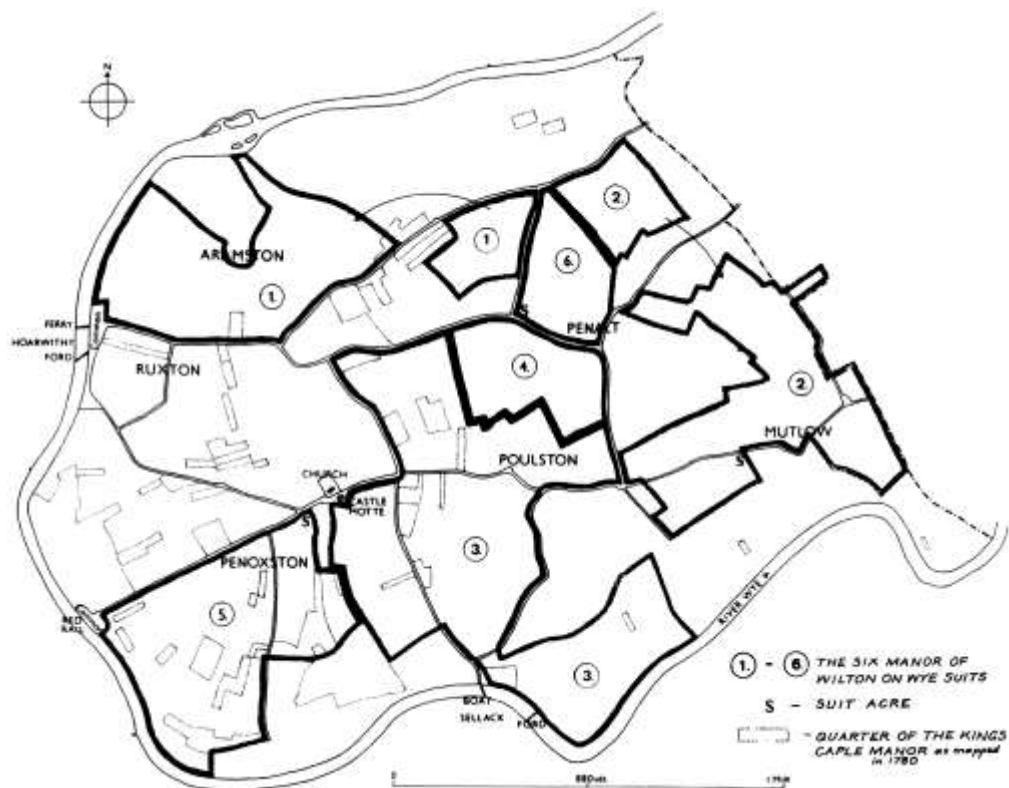 N
2.
1
6.
ARAMSTON
1.
S
FERRY
HOARWITHY
FORD
PENALT
RUXTON
4.
2.
MUTLOW
POULSTON
S
CHURCH
CASTLE
MOTTE
S
3.
PENOXSTON
5.
RED
RAIL
RIVER WYE
3.
BOAT
SELLACK
FORD
1. - 6. THE SIX MANOR OF
WILTON ON WYE SUITS
S - SUIT ACRE
- QUARTER OF THE KINGS
CAPLE MANOR as mapped
in 1780
0
880 yds.
1 Mile